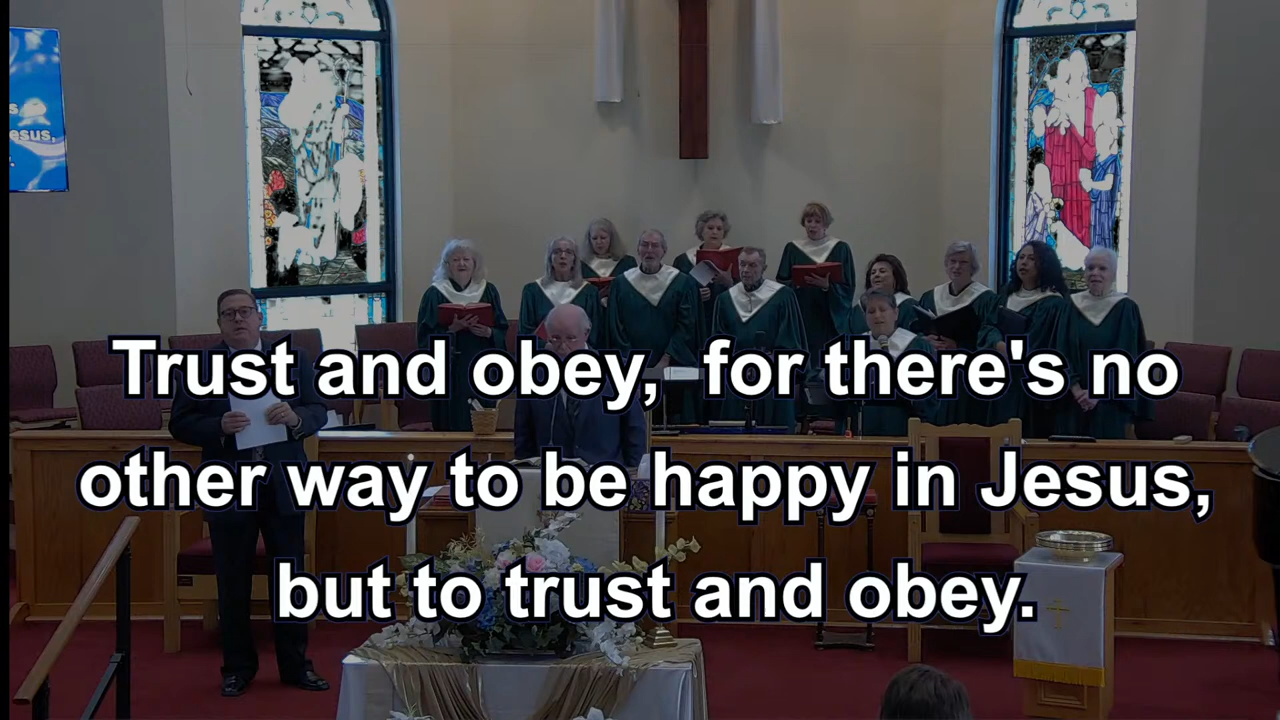 s
esus,
Trust and obey, for there's no
other way to be happy in Jesus,
but to trust and obey.